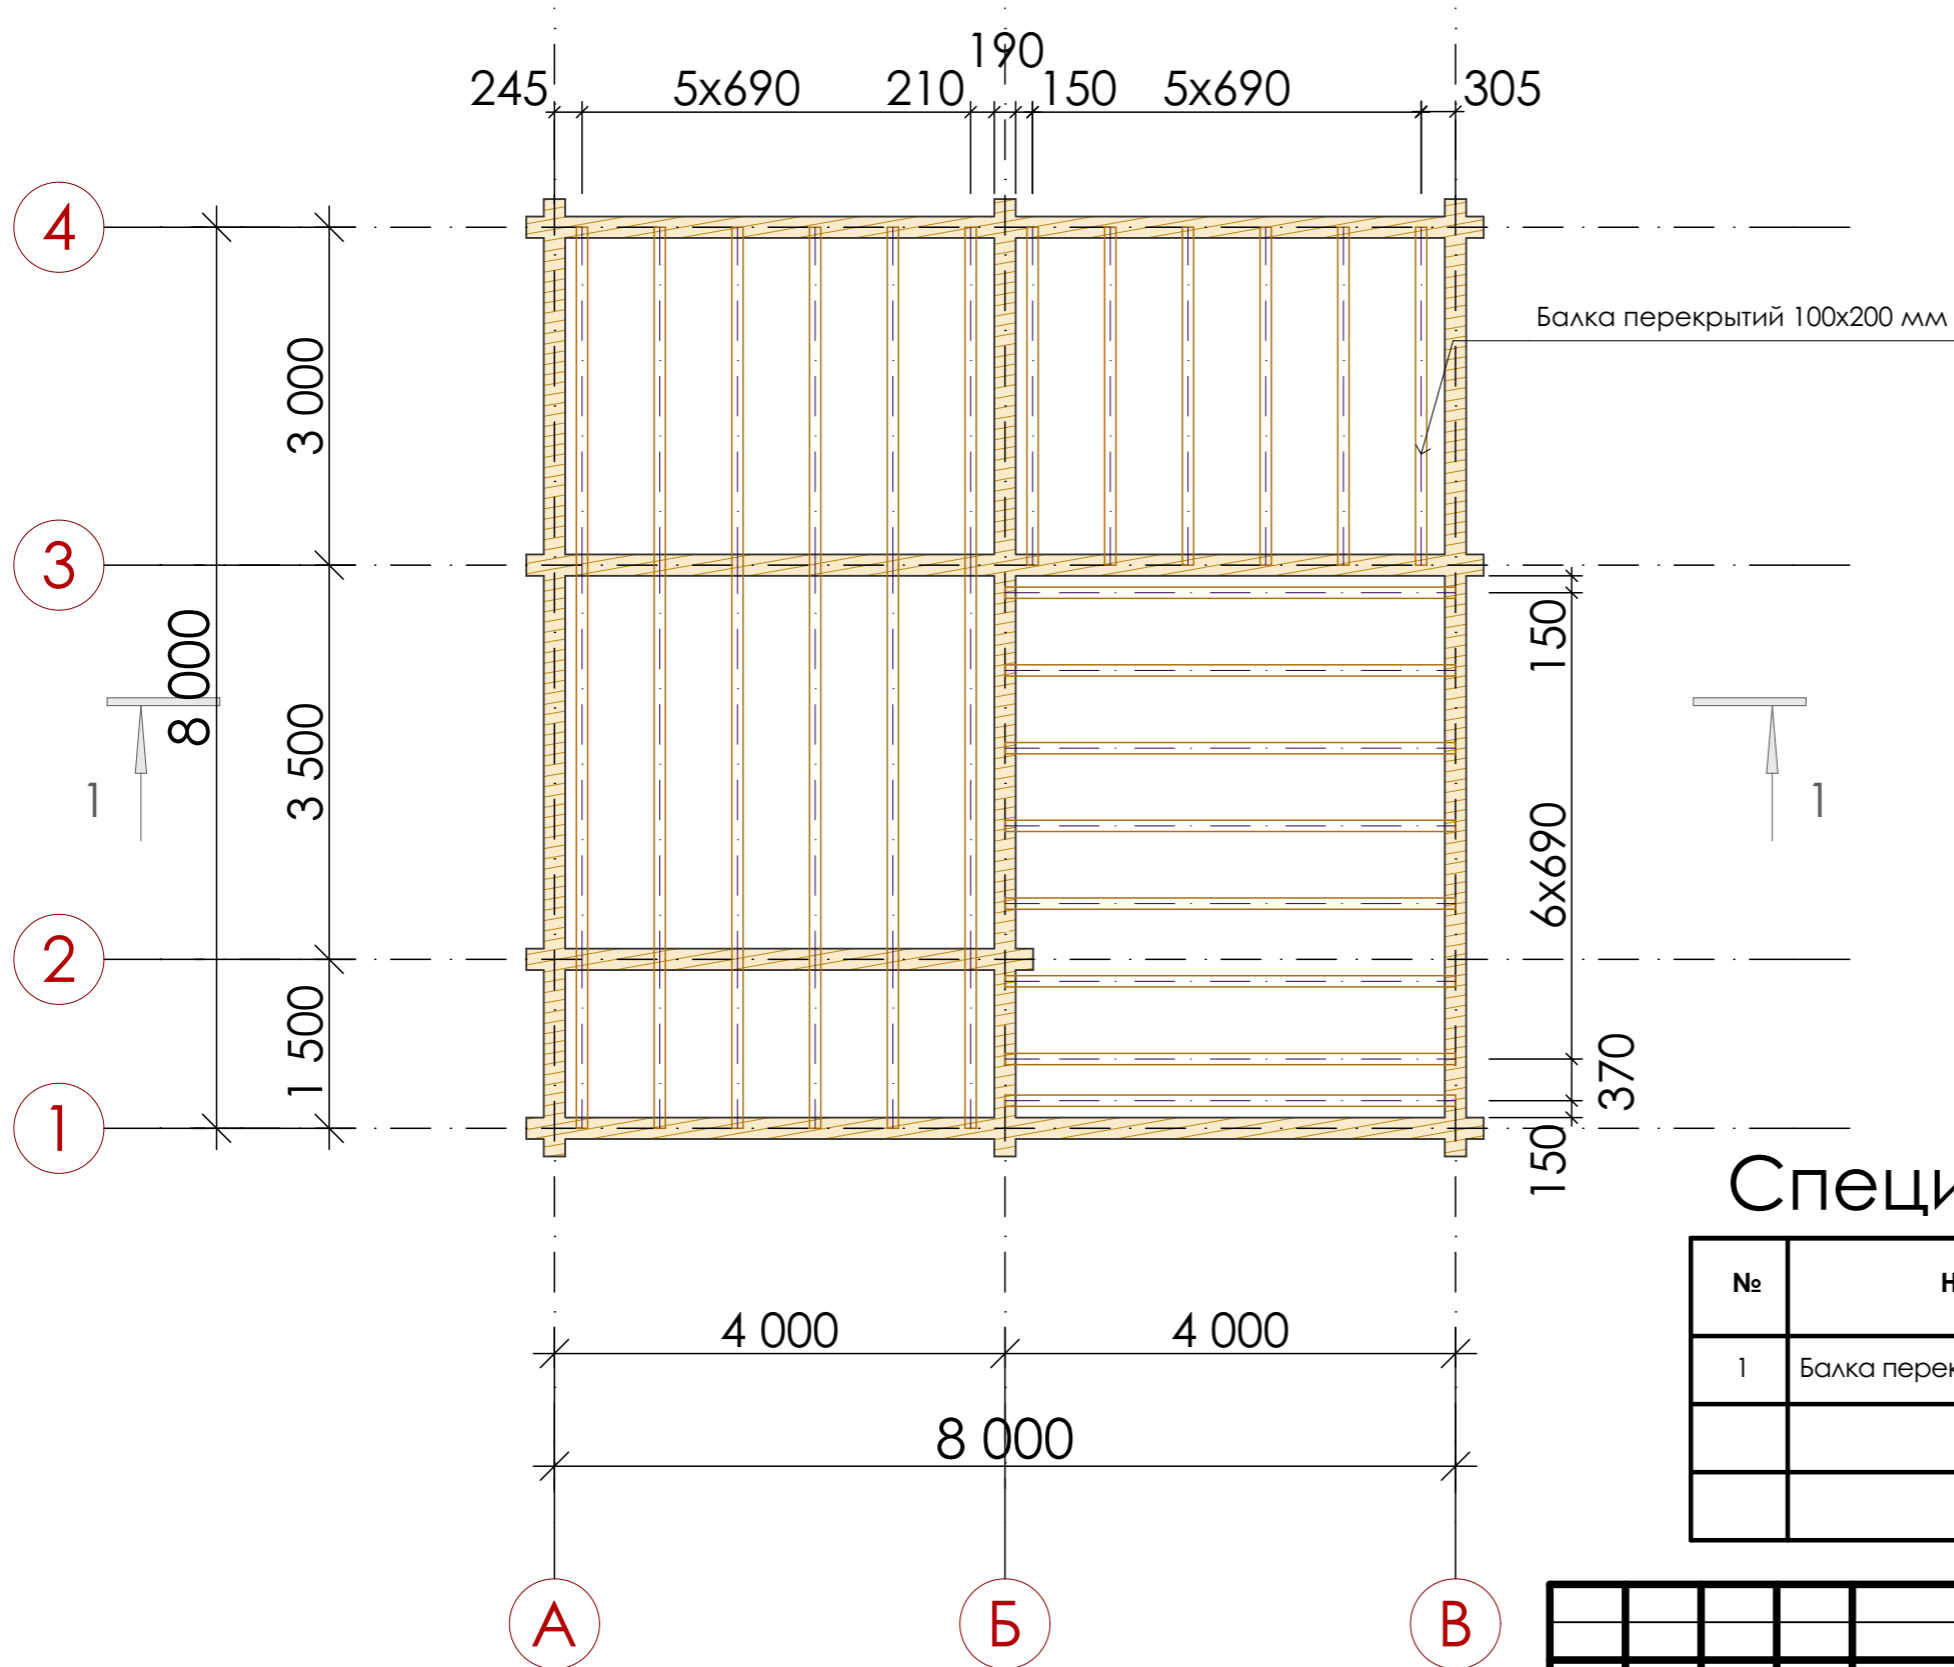 190
245 5x690 210 150 5x690 305
4
Балка перекрытий 100x200 мм
3 000
3
150
8 000
3 500
1 1
6x690
2
1 500
370
1
150
Специ
№ Н
4 000 4 000
1 Балка перек
8 000
А Б В